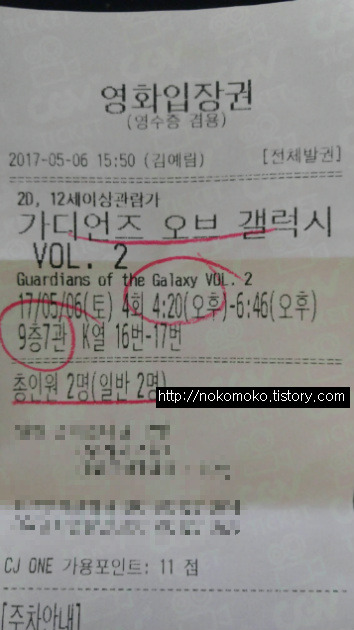 영화입장권
(영수증 겸용)
2017-05-06 15:50 (김예림) [전체발권]
2D, 12세이상관람가
가디언즈 오브 갤럭시
VOL. 2
Guardians of the Galaxy VOL. 2
17/05/06(토) 4회 4:20(오후)-6:46(오후)
9층7관 K열 16번-17번
총인원 2명(일반 2명)
http://nokomoko.tistory.com
CJ ONE 가용포인트: 11 점
[주차안내]